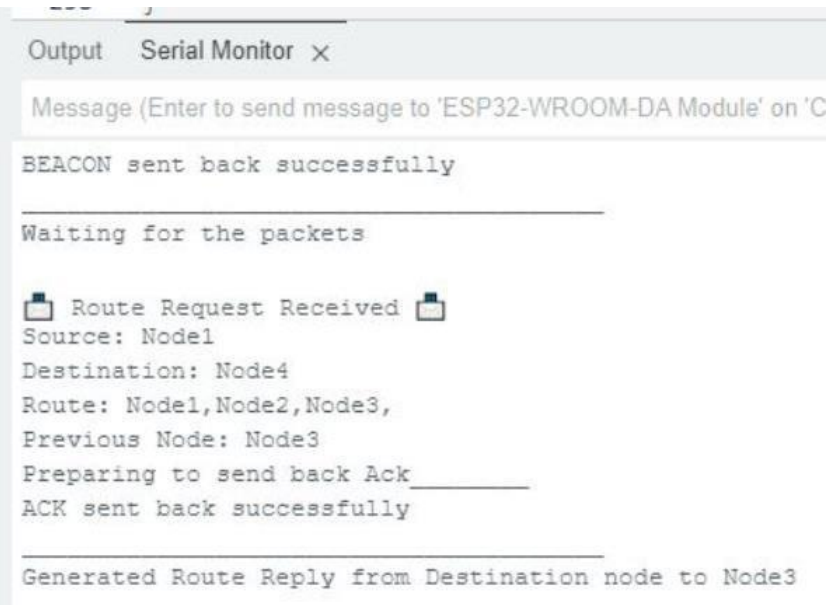 Output Serial Monitor ×
Message (Enter to send message to 'ESP32-WROOM-DA Module' on 'C
BEACON sent back successfully
Waiting for the packets
📩 Route Request Received 📩
Source: Node1
Destination: Node4
Route: Node1,Node2,Node3,
Previous Node: Node3
Preparing to send back Ack________
ACK sent back successfully
Generated Route Reply from Destination node to Node3